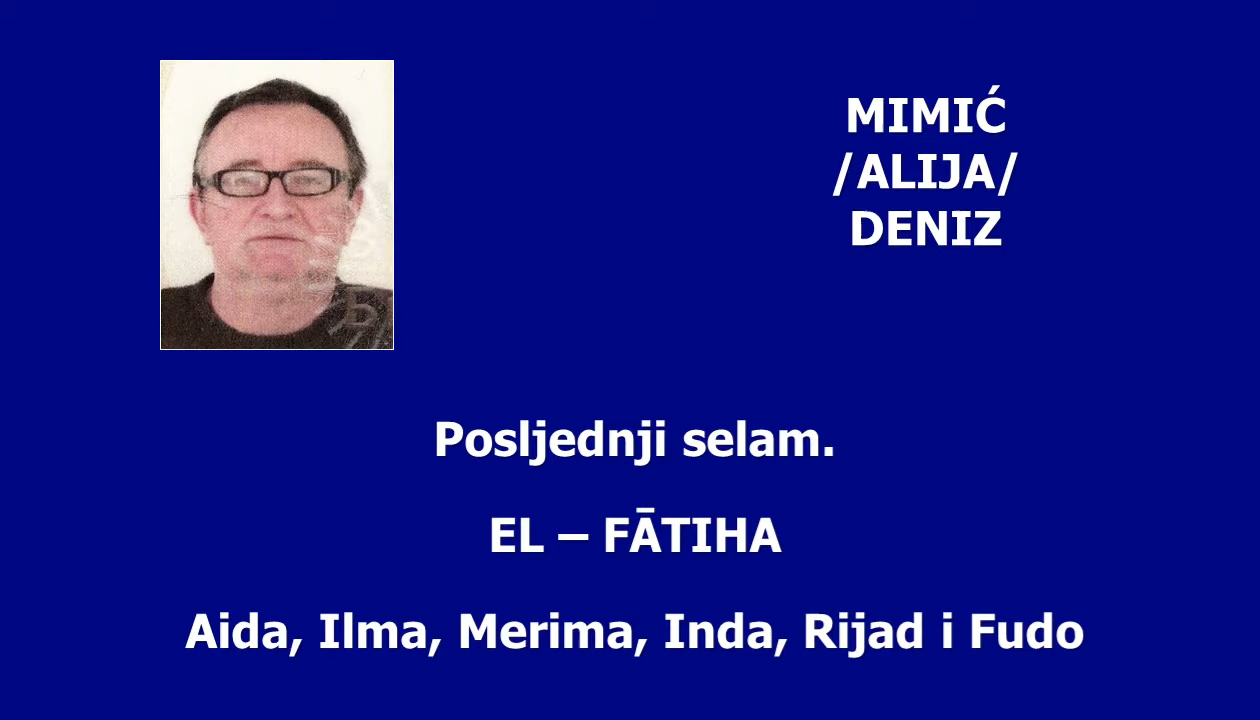 MIMIĆ
/ALIJA/
DENIZ
Posljednji selam.
EL – FĀTIHA
Aida, Ilma, Merima, Inda, Rijad i Fudo